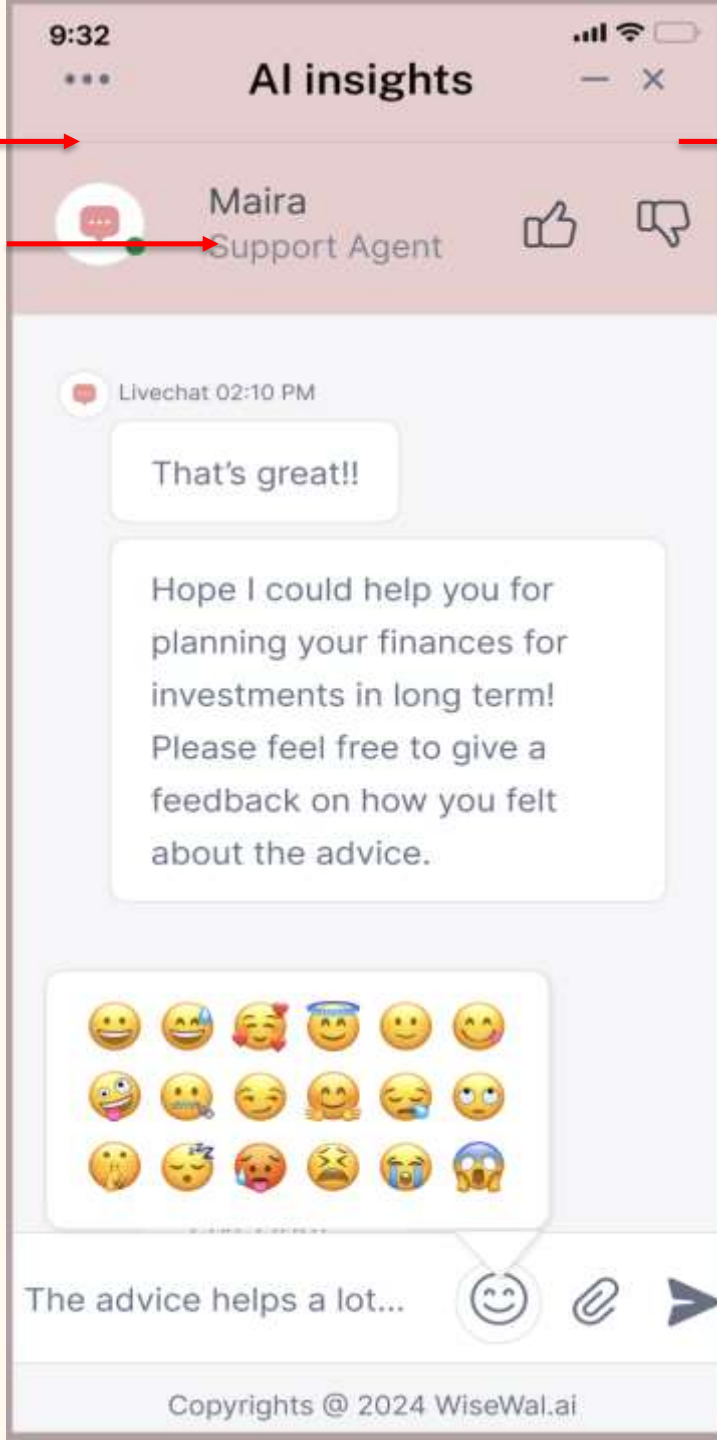 9:32
AI insights
Maira
Support Agent
Livechat 02:10 PM
That's great!!
Hope I could help you for
planning your finances for
investments in long term!
Please feel free to give a
feedback on how you felt
about the advice.
The advice helps a lot...
Copyrights @ 2024 WiseWal.ai